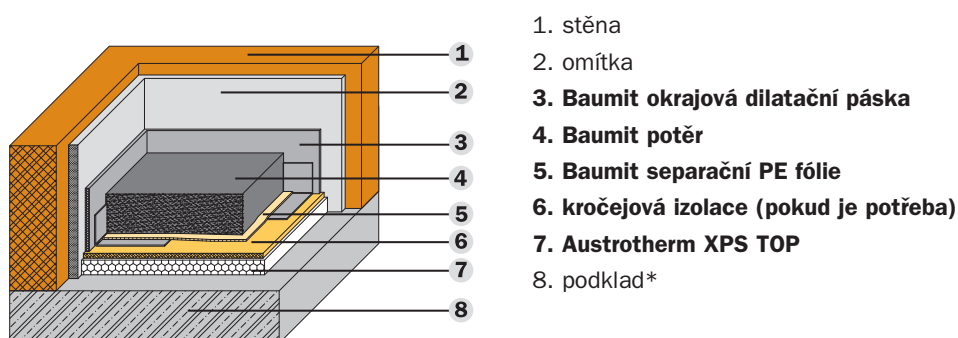 1
2
3
4
5
6
7
8
1. stěna
2. omítka
3. Baumit okrajová dilatační páska
4. Baumit potěr
5. Baumit separační PE fólie
6. kročejová izolace (pokud je potřeba)
7. Austrotherm XPS TOP
8. podklad*